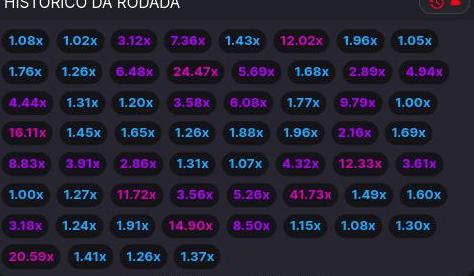 HISTÓRICO DA RODADA
1.08x 1.02x 3.12x 7.36x 1.43x 12.02x 1.96x 1.05x
1.76x 1.26x 6.48x 24.47x 5.69x 1.68x 2.89x 4.94x
4.44x 1.31x 1.20x 3.58x 6.08x 1.77x 9.79x 1.00x
16.11x 1.45x 1.65x 1.26x 1.88x 1.96x 2.16x 1.69x
8.83x 3.91x 2.86x 1.31x 1.07x 4.32x 12.33x 3.61x
1.00x 1.27x 11.72x 3.56x 5.26x 41.73x 1.49x 1.60x
3.18x 1.24x 1.91x 14.90x 8.50x 1.15x 1.08x 1.30x
20.59x 1.41x 1.26x 1.37x